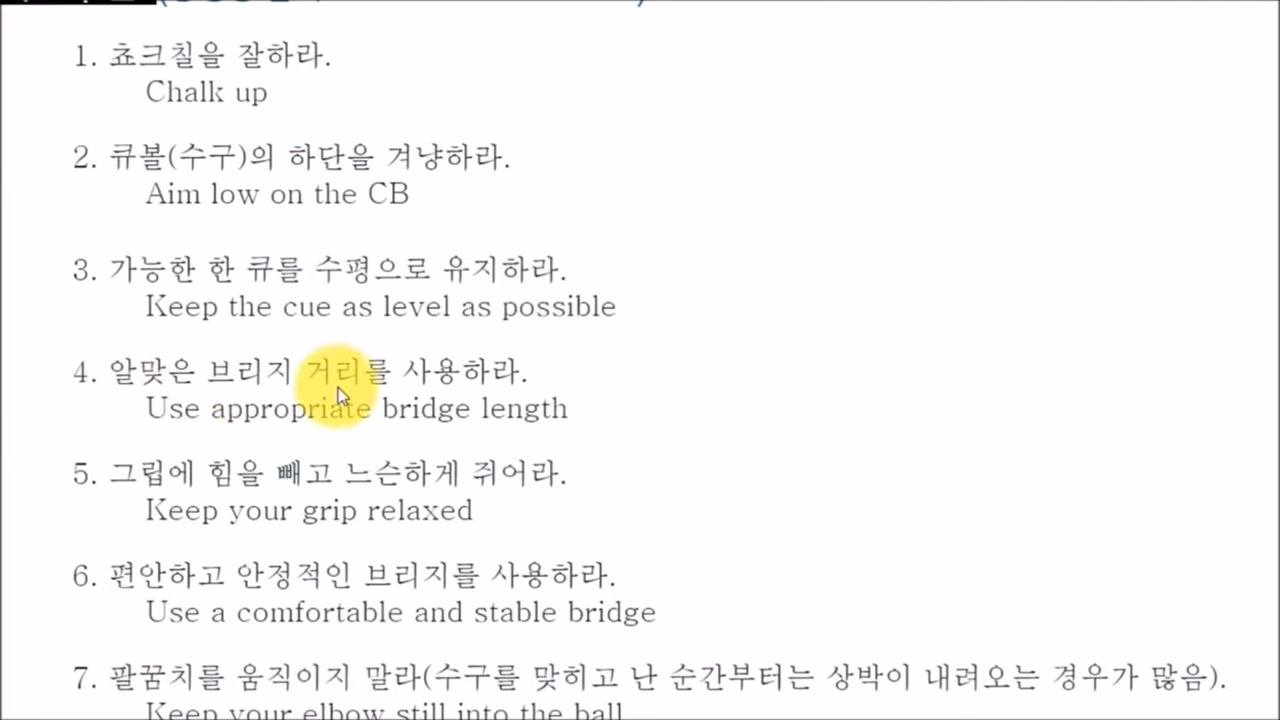 1. 쵸크칠을 잘하라.
Chalk up
2. 큐볼(수구)의 하단을 겨냥하라.
Aim low on the CB
3. 가능한 한 큐를 수평으로 유지하라.
Keep the cue as level as possible
4. 알맞은 브리지 거리를 사용하라.
Use appropriate bridge length
5. 그립에 힘을 빼고 느슨하게 쥐어라.
Keep your grip relaxed
6. 편안하고 안정적인 브리지를 사용하라.
Use a comfortable and stable bridge
7. 팔꿈치를 움직이지 말라(수구를 맞히고 난 순간부터는 상박이 내려오는 경우가 많음).
Keep your elbow still into the ball